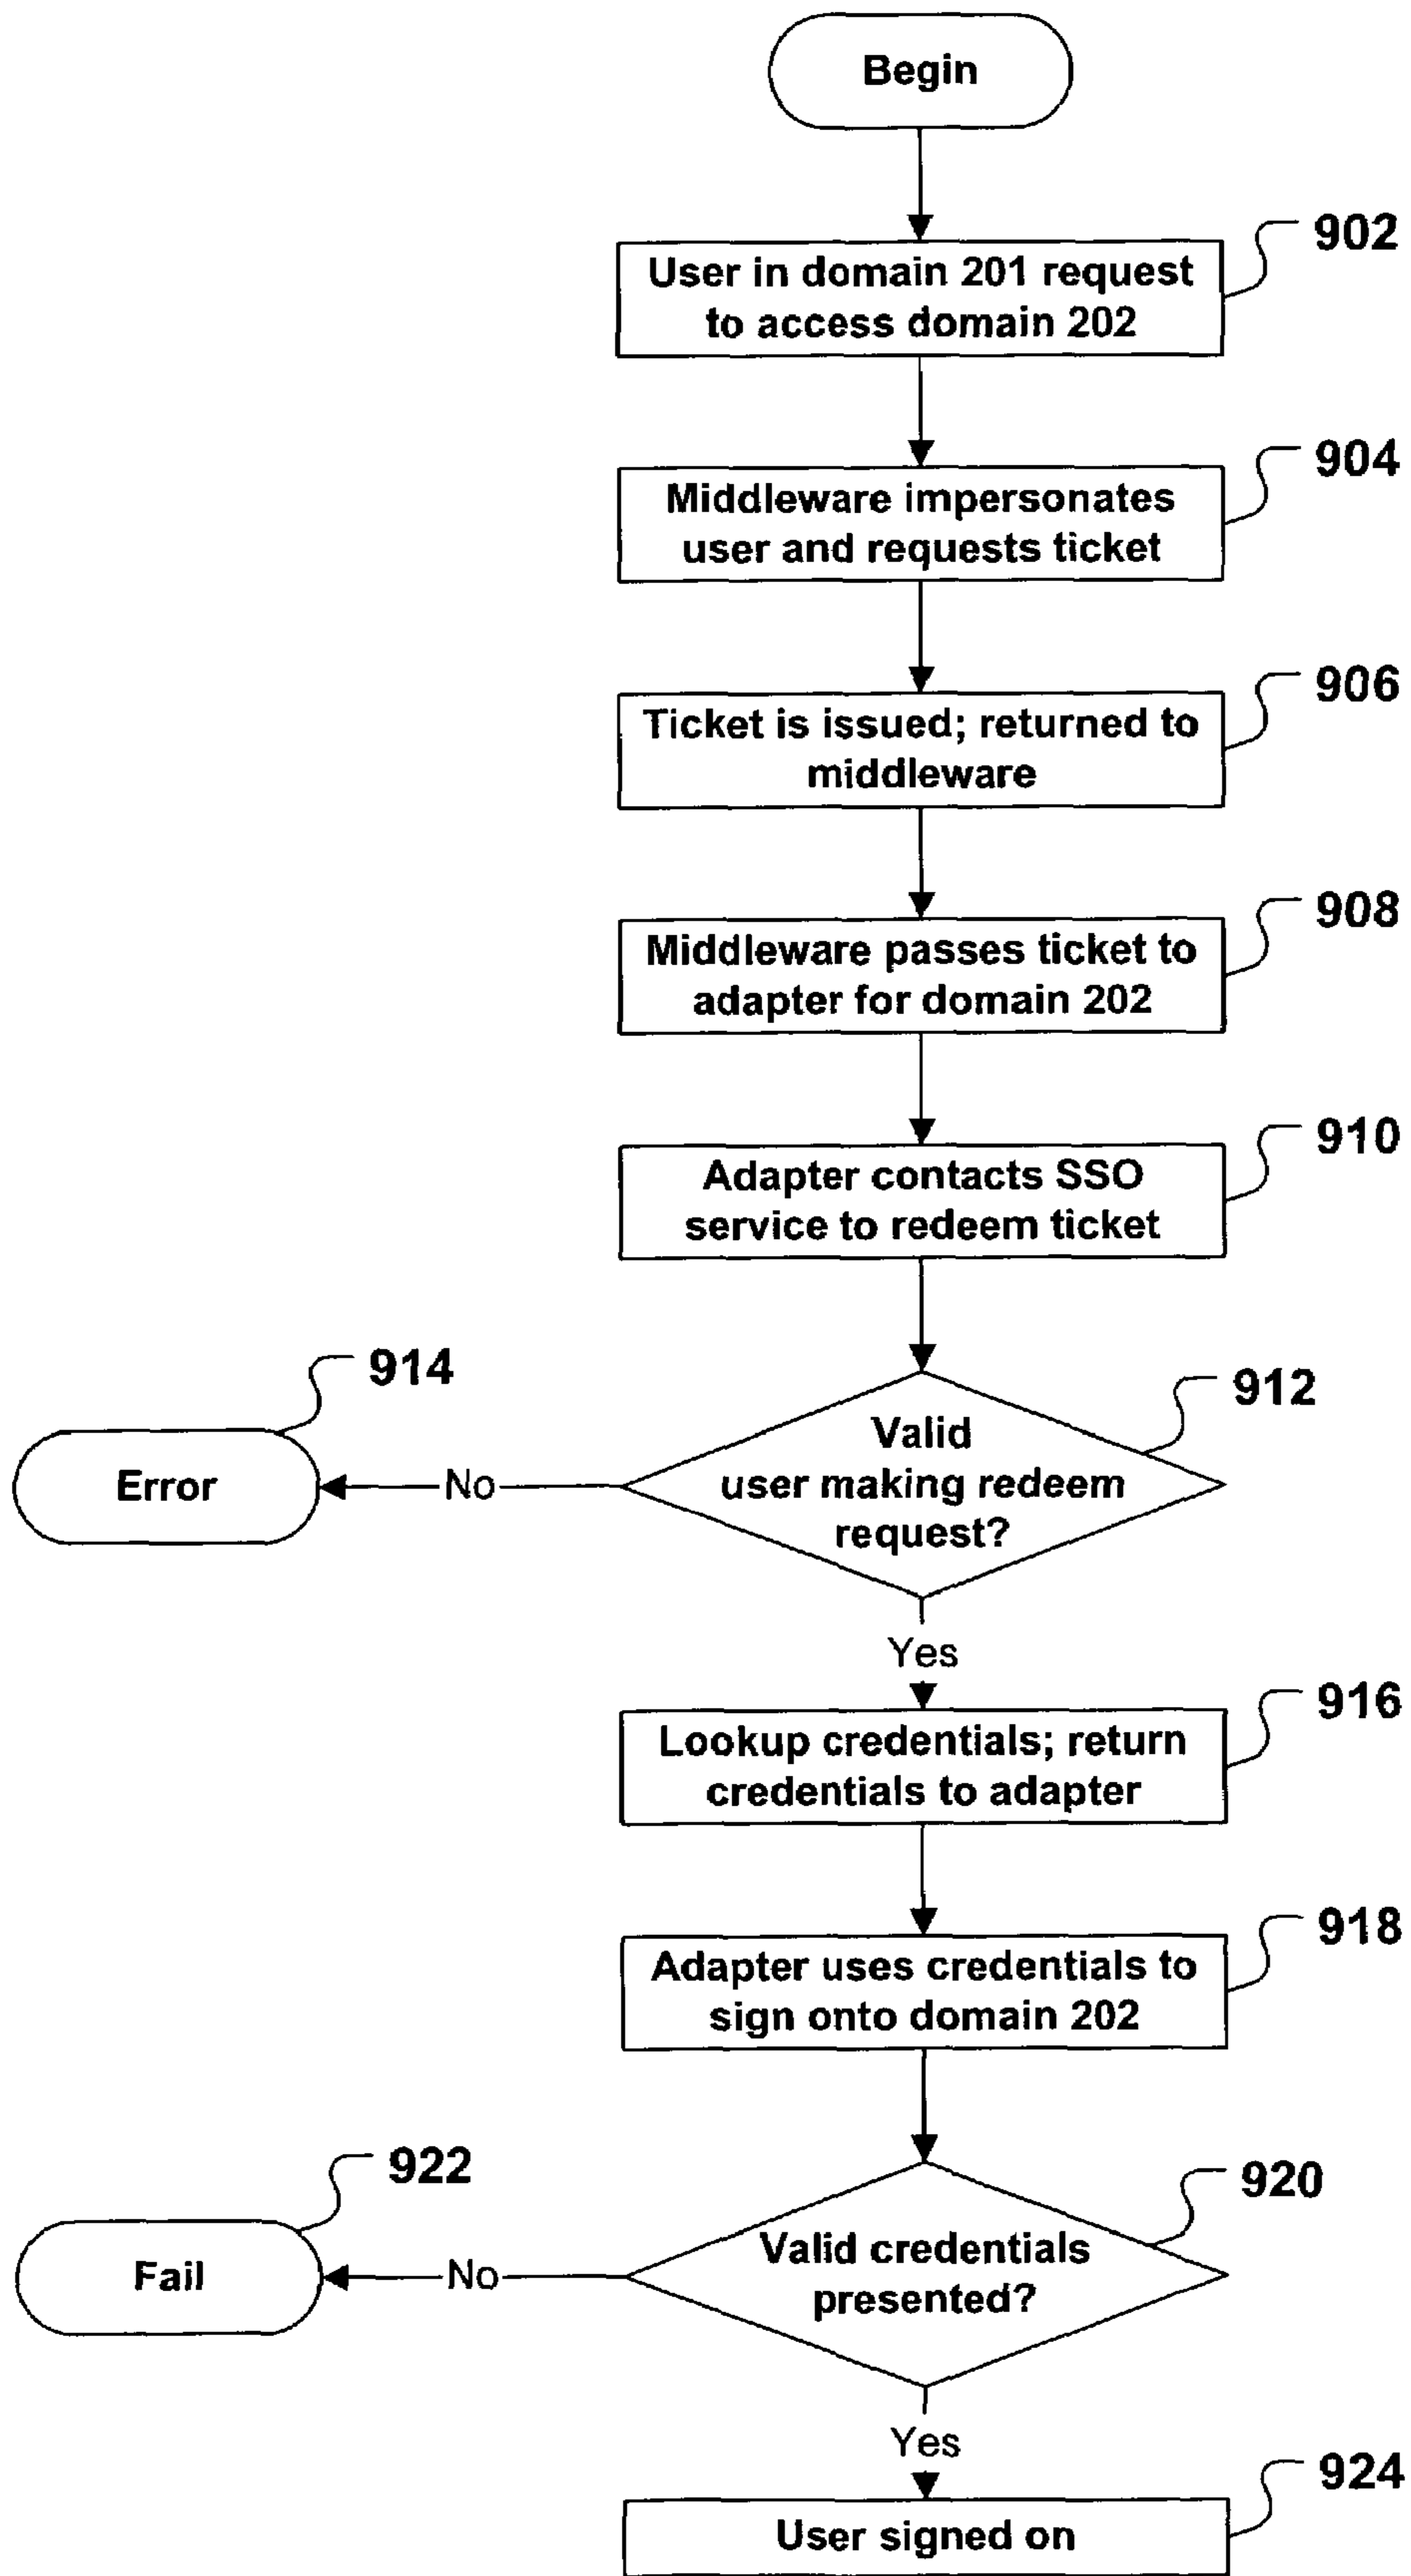 Begin
902
User in domain 201 request
to access domain 202
904
Middleware impersonates
user and requests ticket
906
Ticket is issued; returned to
middleware
908
Middleware passes ticket to
adapter for domain 202
910
Adapter contacts SSO
service to redeem ticket
914
912
Valid
user making redeem
request?
Error
No
Yes
916
Lookup credentials; return
credentials to adapter
918
Adapter uses credentials to
sign onto domain 202
922
920
Valid credentials
presented?
Fail
No
Yes
924
User signed on